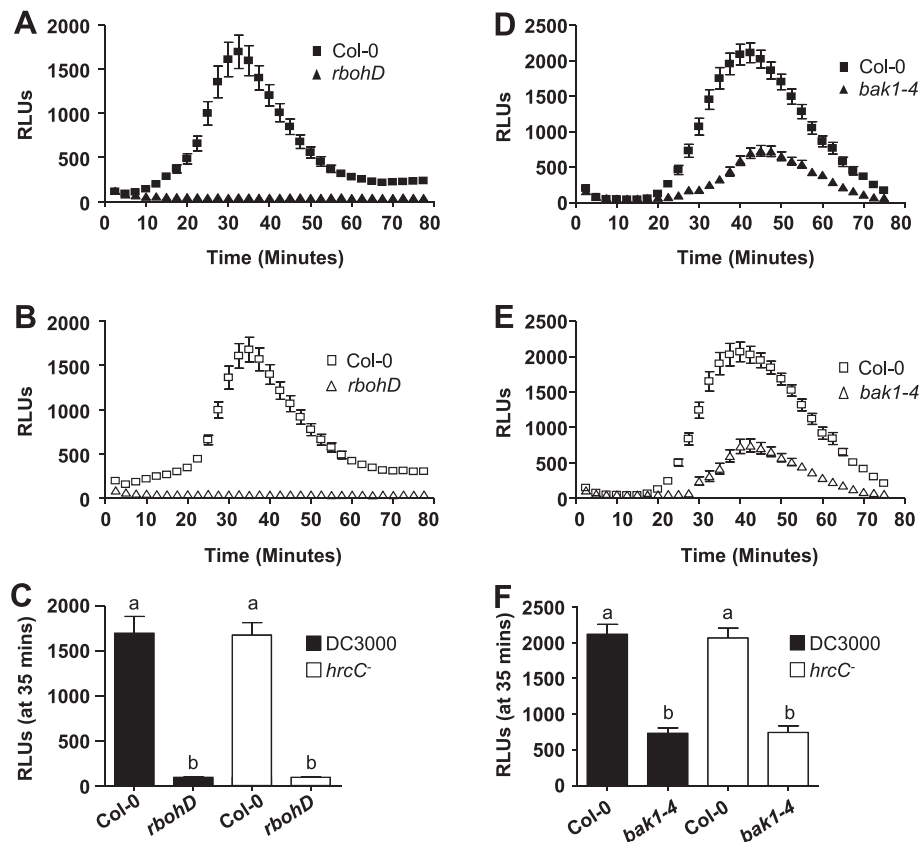 A
2000
1500
1000
500
0
RLUs
Col-0
rbohD
0 10 20 30 40 50 60 70 80
Time (Minutes)
D
2500
2000
1500
1000
500
0
RLUs
Col-0
bak1-4
0 10 20 30 40 50 60 70 80
Time (Minutes)
B
2000
1500
1000
500
0
RLUs
Col-0
rbohD
0 10 20 30 40 50 60 70 80
Time (Minutes)
E
2500
2000
1500
1000
500
0
RLUs
Col-0
bak1-4
0 10 20 30 40 50 60 70 80
Time (Minutes)
C
2000
1500
1000
500
0
RLUs (at 35 mins)
a
b
a
b
DC3000
hrcC-
Col-0
rbohD
Col-0
rbohD
F
2500
2000
1500
1000
500
0
RLUs (at 35 mins)
a
b
a
b
DC3000
hrcC-
Col-0
bak1-4
Col-0
bak1-4